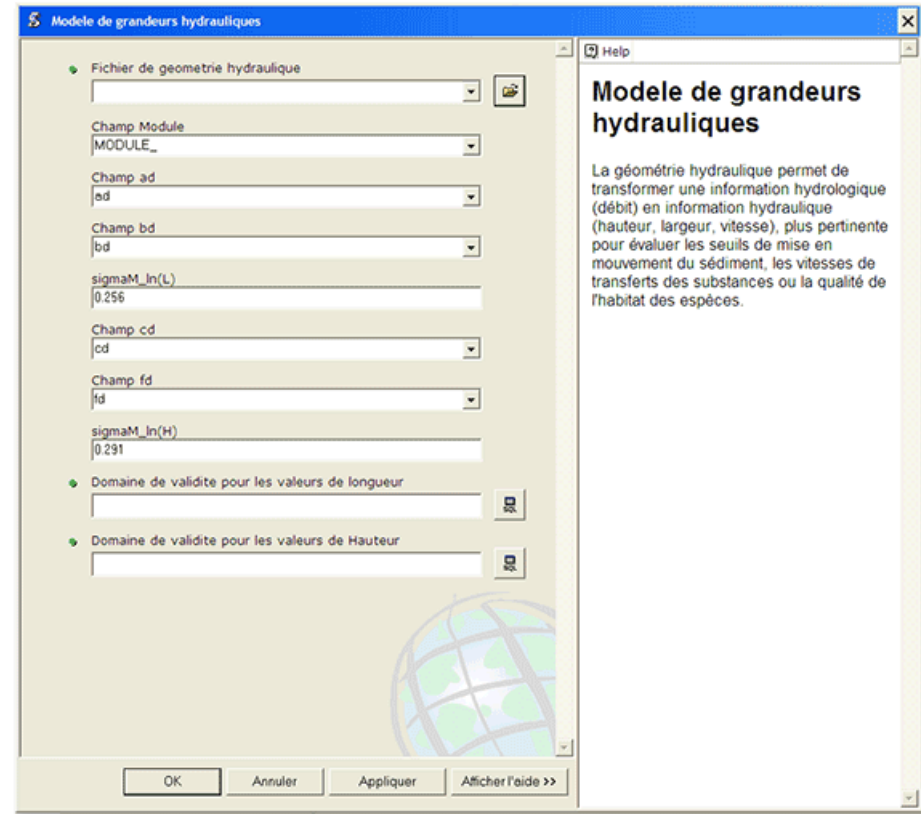 Modele de grandeurs hydrauliques
Fichier de geometrie hydraulique
Champ Module
MODULE_
Champ ad
ad
Champ bd
bd
sigmaM_ln(L)
0.256
Champ cd
cd
Champ fd
fd
sigmaM_ln(H)
0.291
Domaine de validite pour les valeurs de longueur
SQL
Domaine de validite pour les valeurs de Hauteur
SQL
OK
Annuler
Appliquer
Afficher l'aide >>
Help
Modele de grandeurs
hydrauliques
La géométrie hydraulique permet de
transformer une information hydrologique
(débit) en information hydraulique
(hauteur, largeur, vitesse), plus pertinente
pour évaluer les seuils de mise en
mouvement du sédiment, les vitesses de
transferts des substances ou la qualité de
l'habitat des espèces.